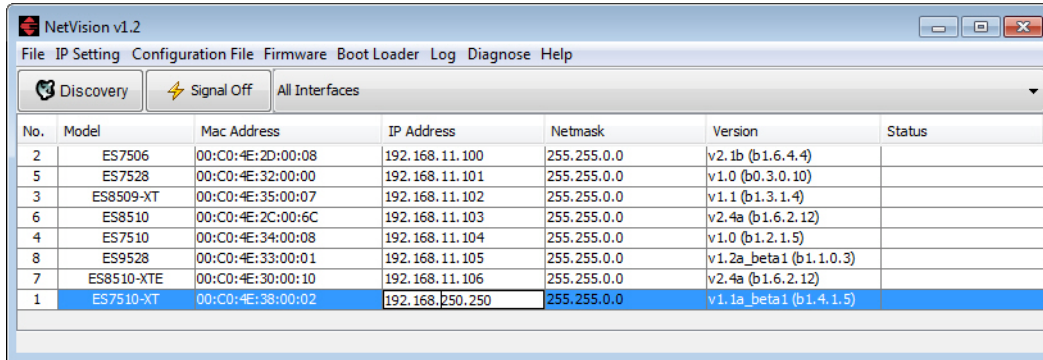 NetVision v1.2
File IP Setting Configuration File Firmware Boot Loader Log Diagnose Help
Discovery Signal Off All Interfaces
No. Model Mac Address IP Address Netmask Version Status
2 ES7506 00:C0:4E:2D:00:08 192.168.11.100 255.255.0.0 v2.1b (b1.6.4.4)
5 ES7528 00:C0:4E:32:00:00 192.168.11.101 255.255.0.0 v1.0 (b0.3.0.10)
3 ES8509-XT 00:C0:4E:35:00:07 192.168.11.102 255.255.0.0 v1.1 (b1.3.1.4)
6 ES8510 00:C0:4E:2C:00:6C 192.168.11.103 255.255.0.0 v2.4a (b1.6.2.12)
4 ES7510 00:C0:4E:34:00:08 192.168.11.104 255.255.0.0 v1.0 (b1.2.1.5)
8 ES9528 00:C0:4E:33:00:01 192.168.11.105 255.255.0.0 v1.2a_beta1 (b1.1.0.3)
7 ES8510-XTE 00:C0:4E:30:00:10 192.168.11.106 255.255.0.0 v2.4a (b1.6.2.12)
1 ES7510-XT 00:C0:4E:38:00:02 192.168.250.250 255.255.0.0 v1.1a_beta1 (b1.4.1.5)